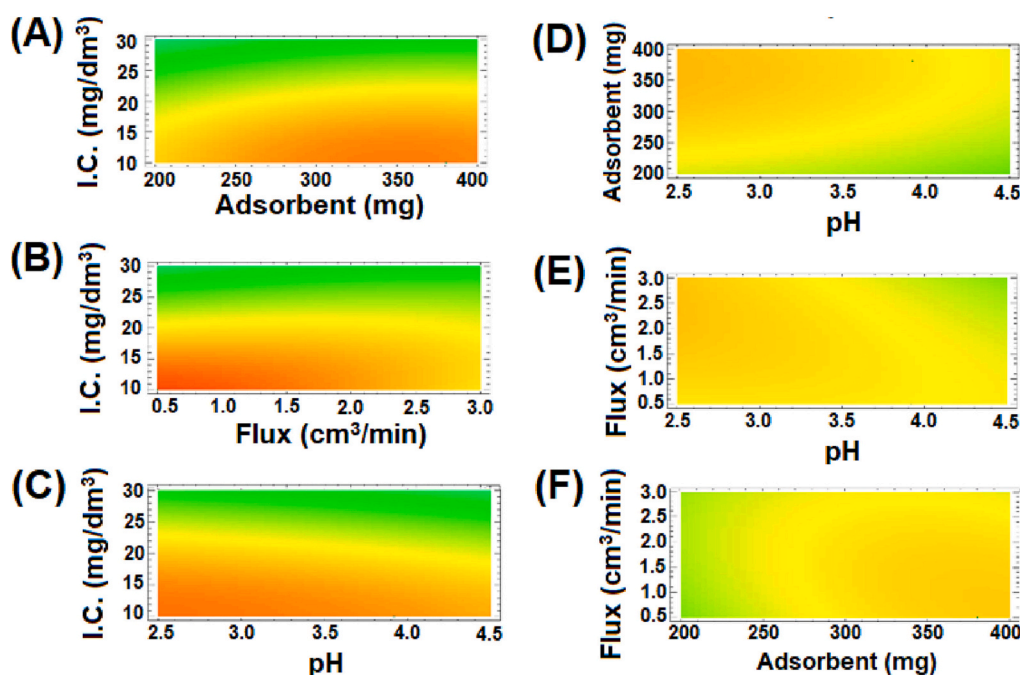 (A)
I.C. (mg/dm³)
30
25
20
15
10
200 250 300 350 400
Adsorbent (mg)
(B)
I.C. (mg/dm³)
30
25
20
15
10
0.5 1.0 1.5 2.0 2.5 3.0
Flux (cm³/min)
(C)
I.C. (mg/dm³)
30
25
20
15
10
2.5 3.0 3.5 4.0 4.5
pH
(D)
Adsorbent (mg)
400
350
300
250
200
2.5 3.0 3.5 4.0 4.5
pH
(E)
Flux (cm³/min)
3.0
2.5
2.0
1.5
1.0
0.5
2.5 3.0 3.5 4.0 4.5
pH
(F)
Flux (cm³/min)
3.0
2.5
2.0
1.5
1.0
0.5
200 250 300 350 400
Adsorbent (mg)